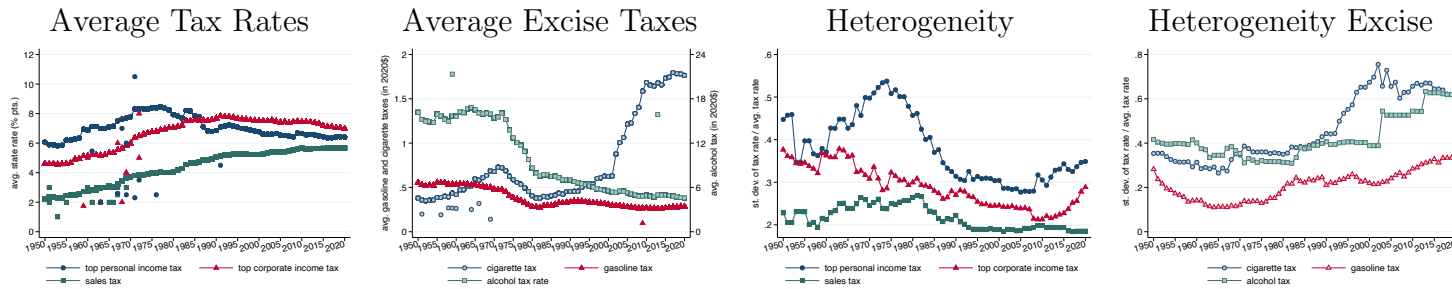 Average Tax Rates
avg. state rate (% pts.)
12
10
8
6
4
2
0
1950 1955 1960 1965 1970 1975 1980 1985 1990 1995 2000 2005 2010 2015 2020
top personal income tax top corporate income tax
sales tax
Average Excise Taxes
avg. gasoline and cigarette taxes (in 2020$)
2
1.5
1
.5
0
24
18
12
6
0
avg. alcohol tax (in 2020$)
1950 1955 1960 1965 1970 1975 1980 1985 1990 1995 2000 2005 2010 2015 2020
cigarette tax gasoline tax
alcohol tax rate
Heterogeneity
st. dev. of tax rate / avg. tax rate
.6
.5
.4
.3
.2
1950 1955 1960 1965 1970 1975 1980 1985 1990 1995 2000 2005 2010 2015 2020
top personal income tax top corporate income tax
sales tax
Heterogeneity Excise
st. dev. of tax rate / avg. tax rate
.8
.6
.4
.2
0
1950 1955 1960 1965 1970 1975 1980 1985 1990 1995 2000 2005 2010 2015 2020
cigarette tax gasoline tax
alcohol tax